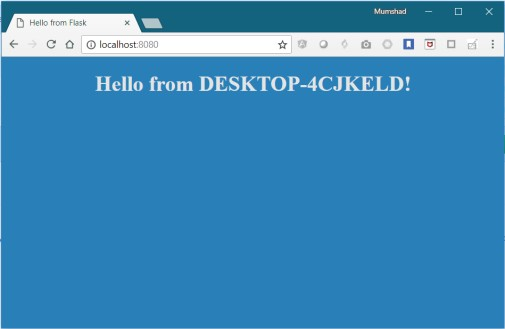 Mumshad
Hello from Flask
localhost:8080
Hello from DESKTOP-4CJKELD!